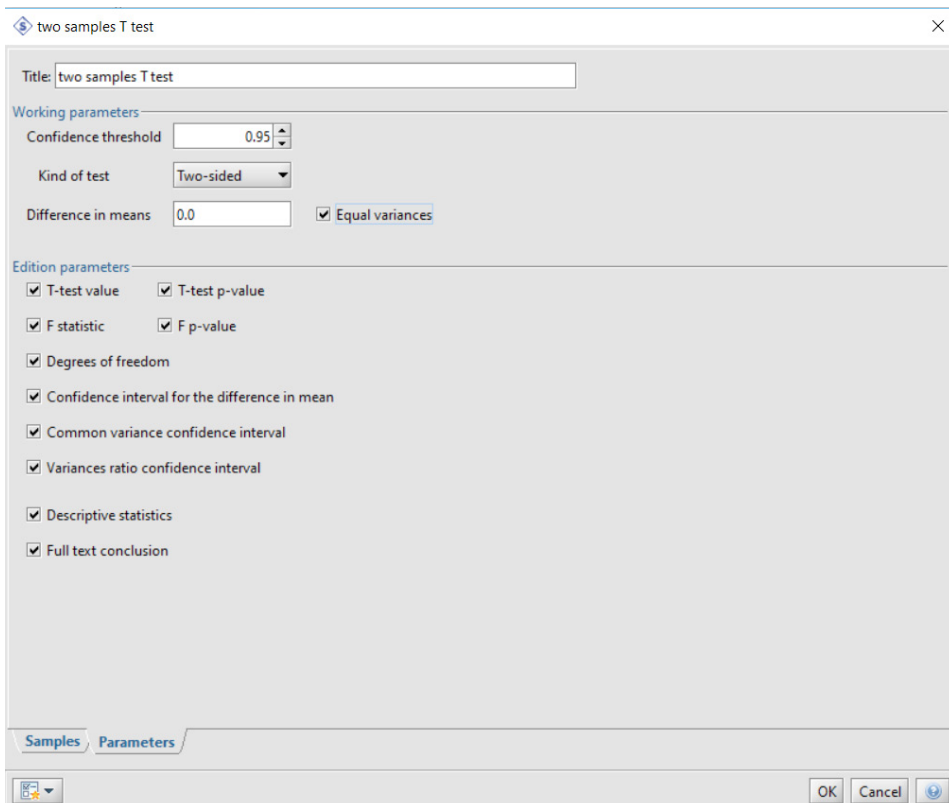 two samples T test
Title: two samples T test
Working parameters
Confidence threshold 0.95
Kind of test Two-sided
Difference in means 0.0 Equal variances
Edition parameters
T-test value T-test p-value
F statistic F p-value
Degrees of freedom
Confidence interval for the difference in mean
Common variance confidence interval
Variances ratio confidence interval
Descriptive statistics
Full text conclusion
Samples Parameters
OK Cancel